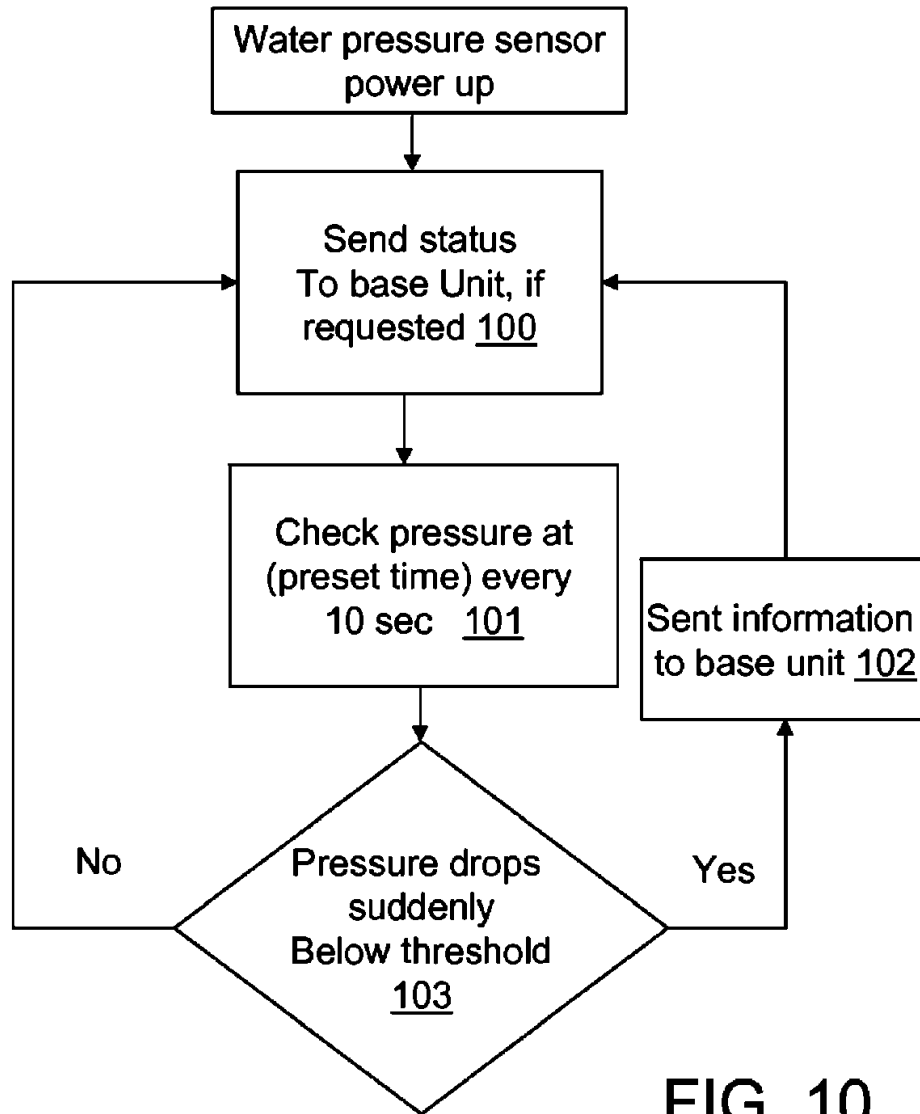 Water pressure sensor
power up
Send status
To base Unit, if
requested 100
Check pressure at
(preset time) every
10 sec 101
Sent information
to base unit 102
No
Pressure drops
suddenly
Below threshold
103
Yes
FIG. 10